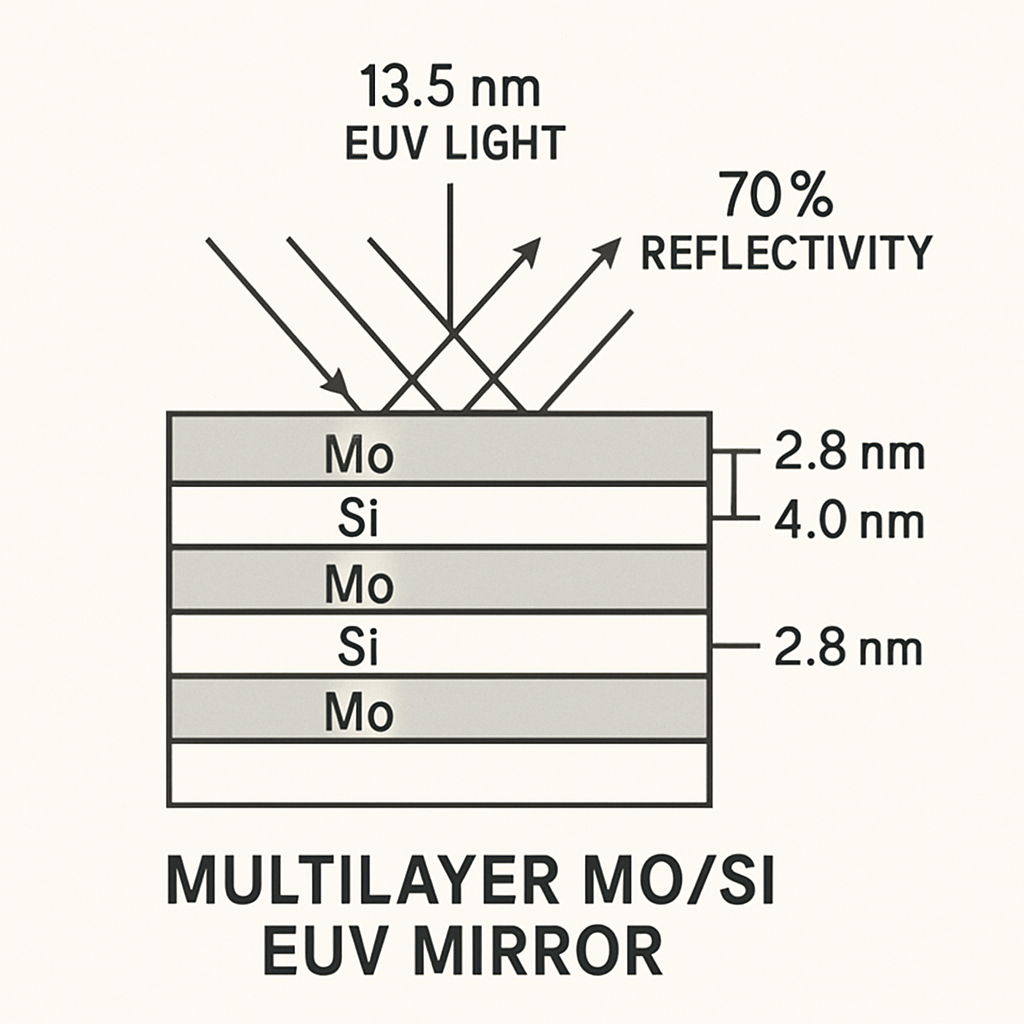 13.5 nm
EUV LIGHT
70%
REFLECTIVITY
Mo
2.8 nm
Si
4.0 nm
Mo
Si
2.8 nm
Mo
MULTILAYER MO/SI
EUV MIRROR